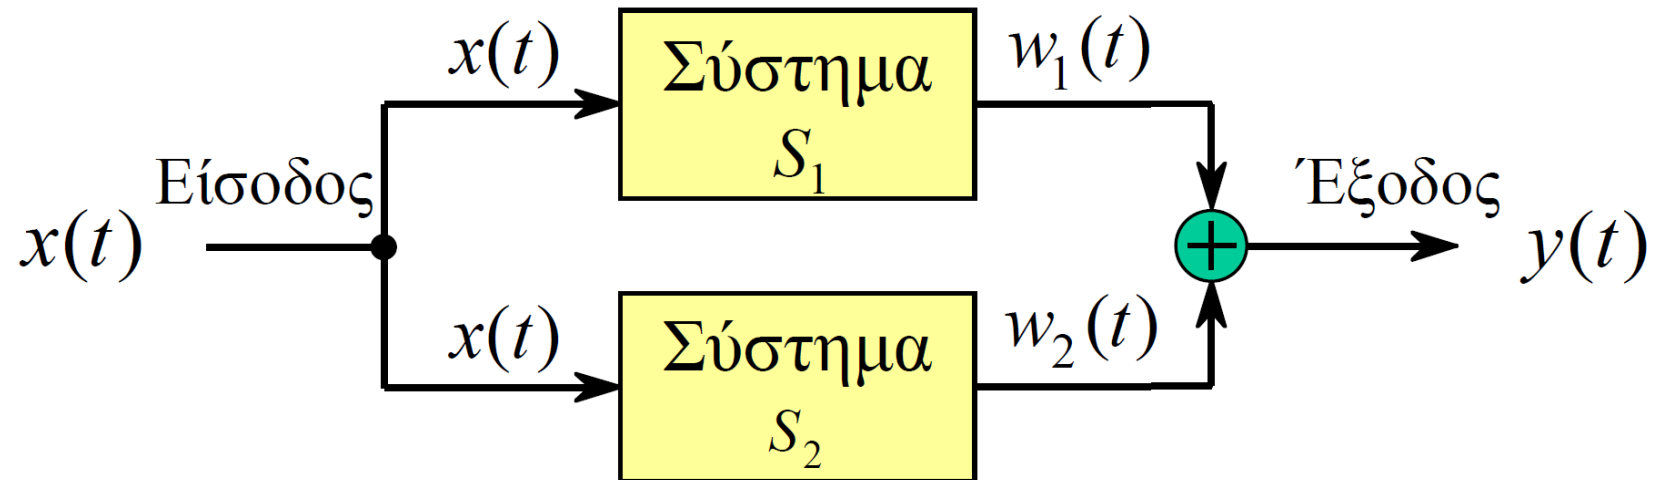 x(t)
Είσοδος
x(t)
Σύστημα
S₁
w₁(t)
x(t)
Σύστημα
S₂
w₂(t)
+
Έξοδος
y(t)